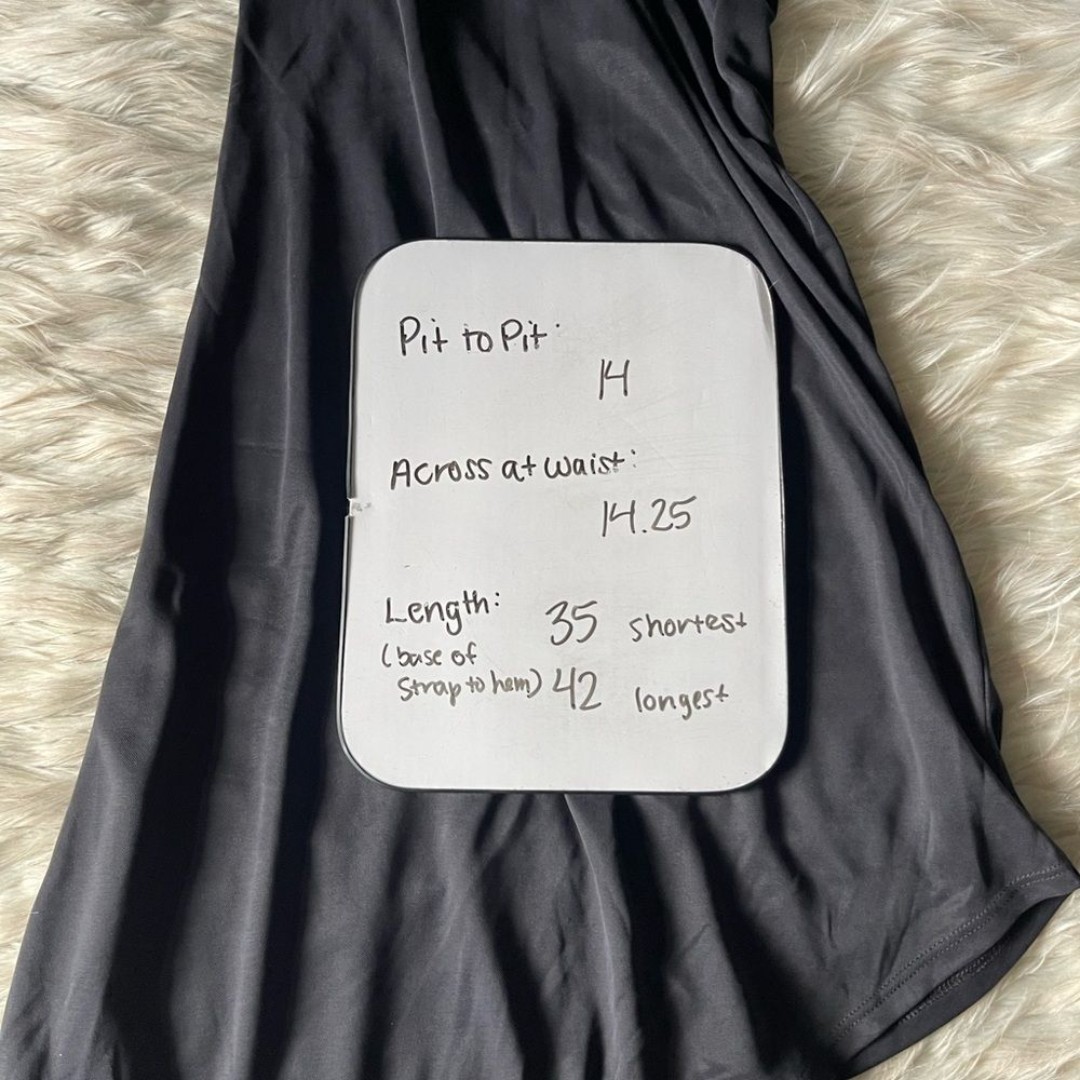 Pit to Pit:
14
Across at waist:
14.25
Length: 35 shortest
(base of
strap to hem) 42 longest